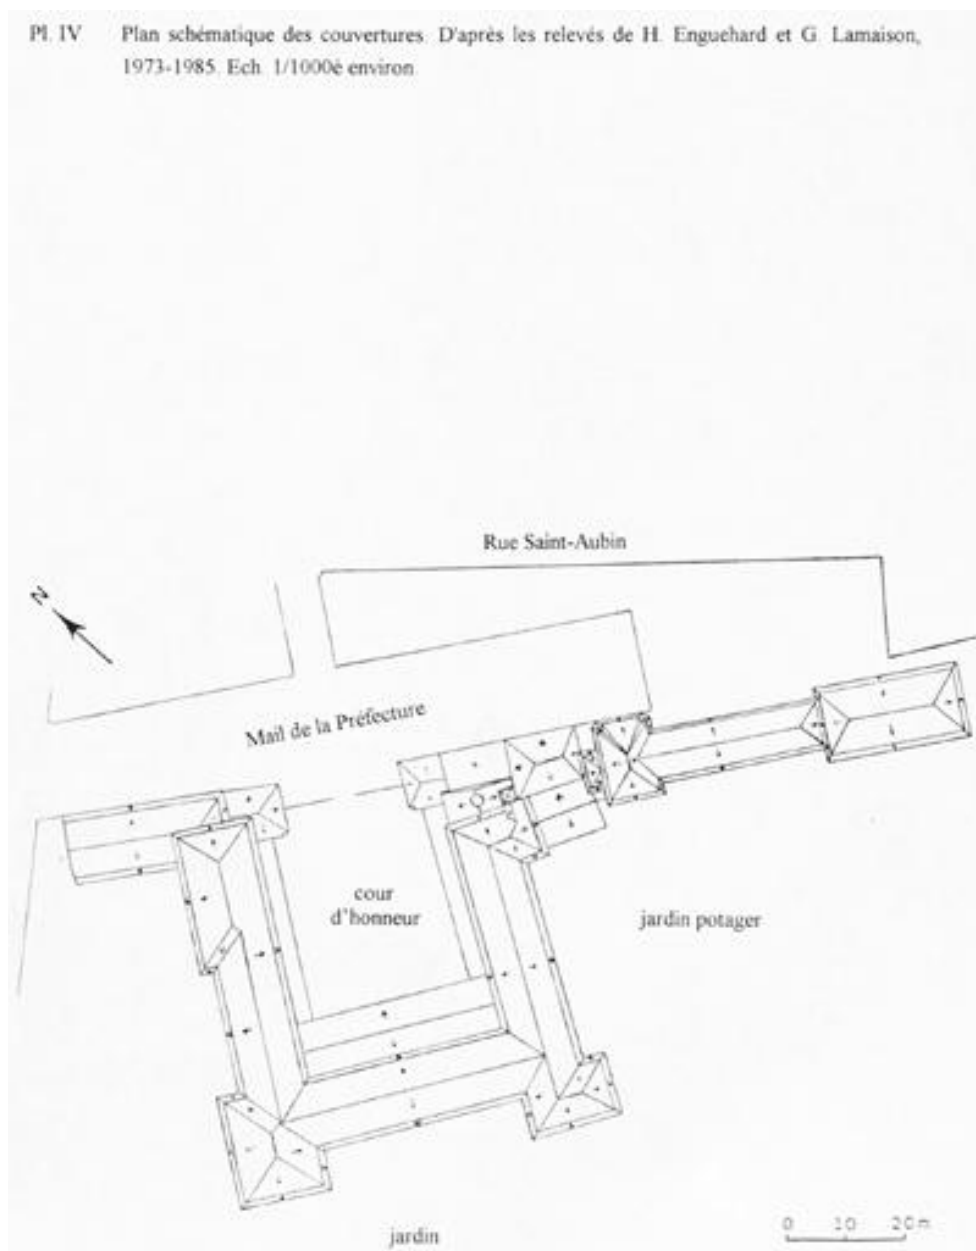 Pl. IV Plan schématique des couvertures. D'après les relevés de H. Enguehard et G. Lamaison,
1973-1985. Ech. 1/1000è environ
Rue Saint-Aubin
N
Mail de la Préfecture
cour
d'honneur
jardin potager
jardin
0 10 20m